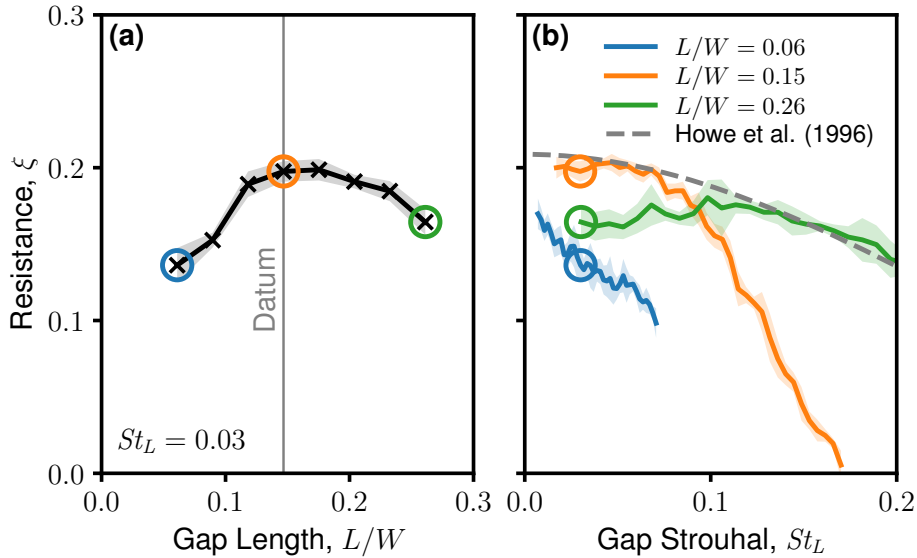 (a)
Resistance, ξ
0.3
0.2
0.1
0.0
Datum
St_L = 0.03
0.0 0.1 0.2 0.3
Gap Length, L/W
(b)
L/W = 0.06
L/W = 0.15
L/W = 0.26
Howe et al. (1996)
0.0 0.1 0.2
Gap Strouhal, St_L